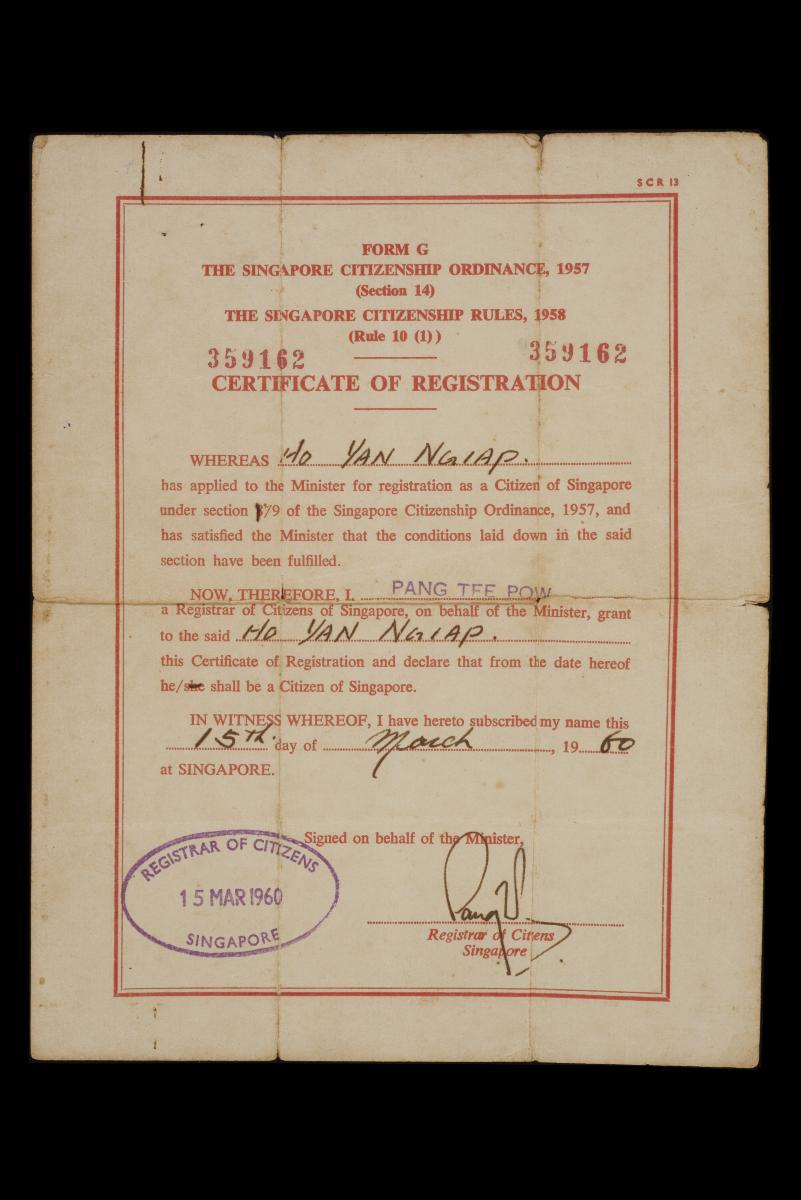 SCR 13
FORM G
THE SINGAPORE CITIZENSHIP ORDINANCE, 1957
(Section 14)
THE SINGAPORE CITIZENSHIP RULES, 1958
(Rule 10 (1))
359162 359162
CERTIFICATE OF REGISTRATION
WHEREAS HO YAN NGIAP.
has applied to the Minister for registration as a Citizen of Singapore
under section /9 of the Singapore Citizenship Ordinance, 1957, and
has satisfied the Minister that the conditions laid down in the said
section have been fulfilled.
NOW, THEREFORE, I, PANG TEE POW
a Registrar of Citizens of Singapore, on behalf of the Minister, grant
to the said HO YAN NGIAP.
this Certificate of Registration and declare that from the date hereof
he/she shall be a Citizen of Singapore.
IN WITNESS WHEREOF, I have hereto subscribed my name this
15th. day of March, 1960
at SINGAPORE.
Signed on behalf of the Minister,
REGISTRAR OF CITIZENS
15 MAR 1960
SINGAPORE
Registrar of Citizens
Singapore